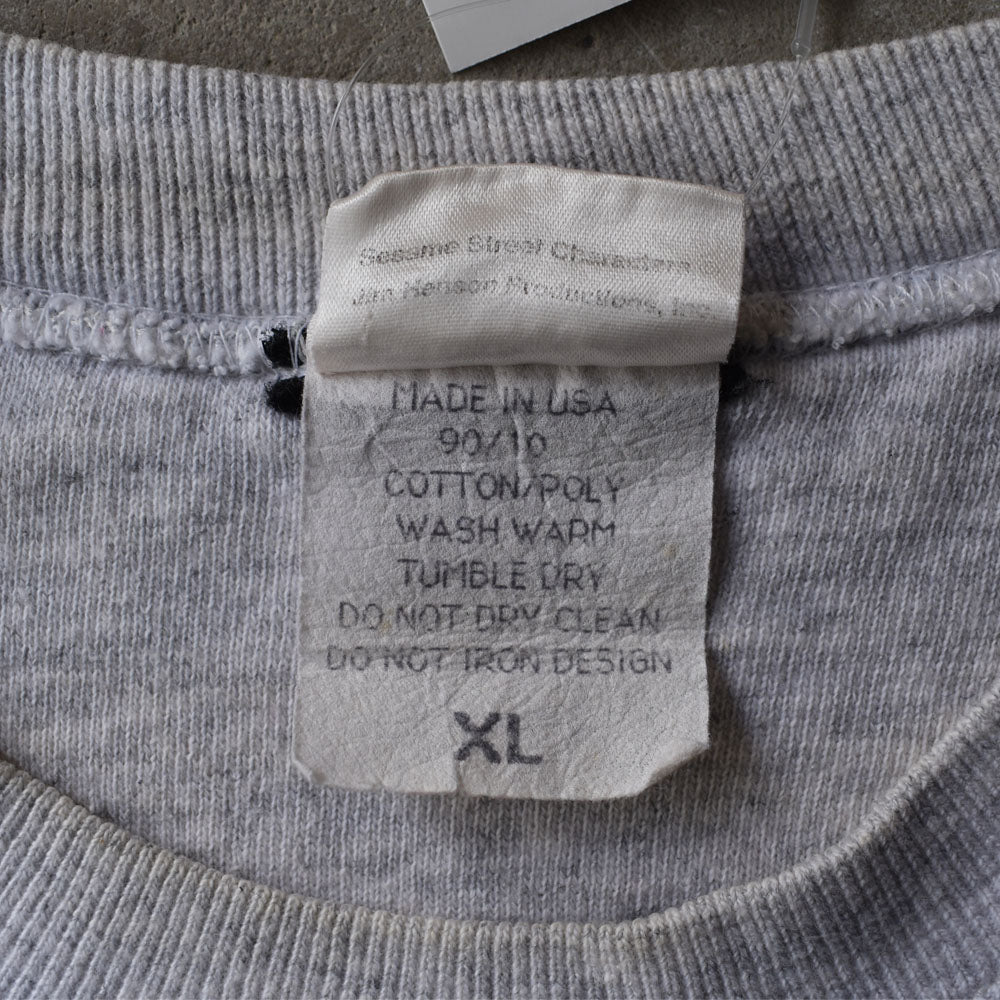 Sesame Street Characters ©
Jim Henson Productions, Inc.
MADE IN USA
90/10
COTTON/POLY
WASH WARM
TUMBLE DRY
DO NOT DRY CLEAN
DO NOT IRON DESIGN
XL